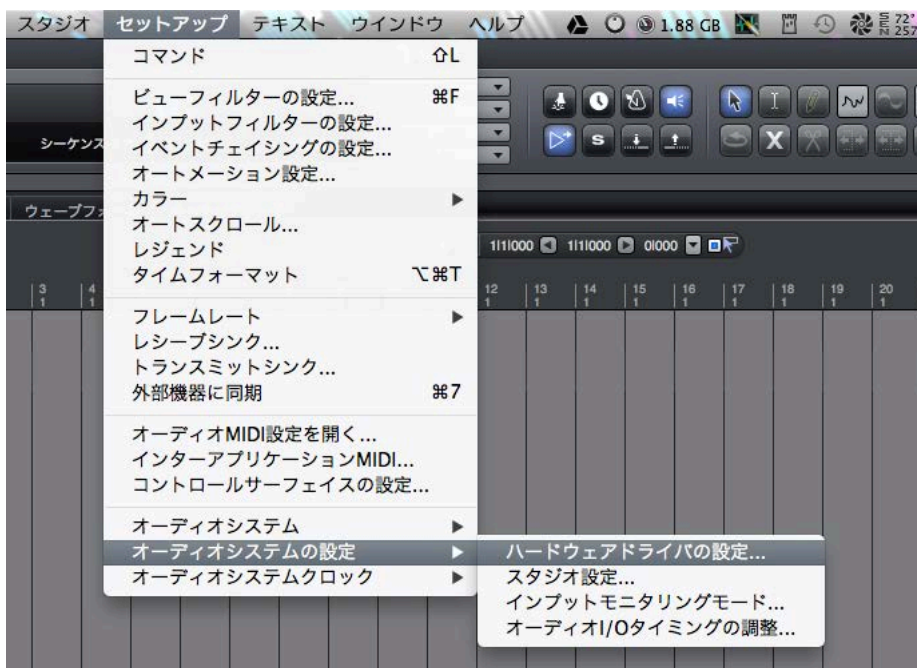 スタジオ セットアップ テキスト ウインドウ ヘルプ 1.88 GB 72°
コマンド ⇧L
ビューフィルターの設定... ⌘F
インプットフィルターの設定...
イベントチェイシングの設定...
オートメーション設定...
カラー ▶
オートスクロール...
レジェンド
タイムフォーマット ⌥⌘T
フレームレート ▶
レシーブシンク...
トランスミットシンク...
外部機器に同期 ⌘7
オーディオMIDI設定を開く...
インターアプリケーションMIDI...
コントロールサーフェイスの設定...
オーディオシステム ▶
オーディオシステムの設定 ▶
オーディオシステムクロック ▶
ハードウェアドライバの設定...
スタジオ設定...
インプットモニタリングモード...
オーディオI/Oタイミングの調整...
シーケンス
S X
ウェーブフ
1|1|000 1|1|000 0|000
3 4 12 13 14 15 16 17 18 19 20
1 1 1 1 1 1 1 1 1 1 1